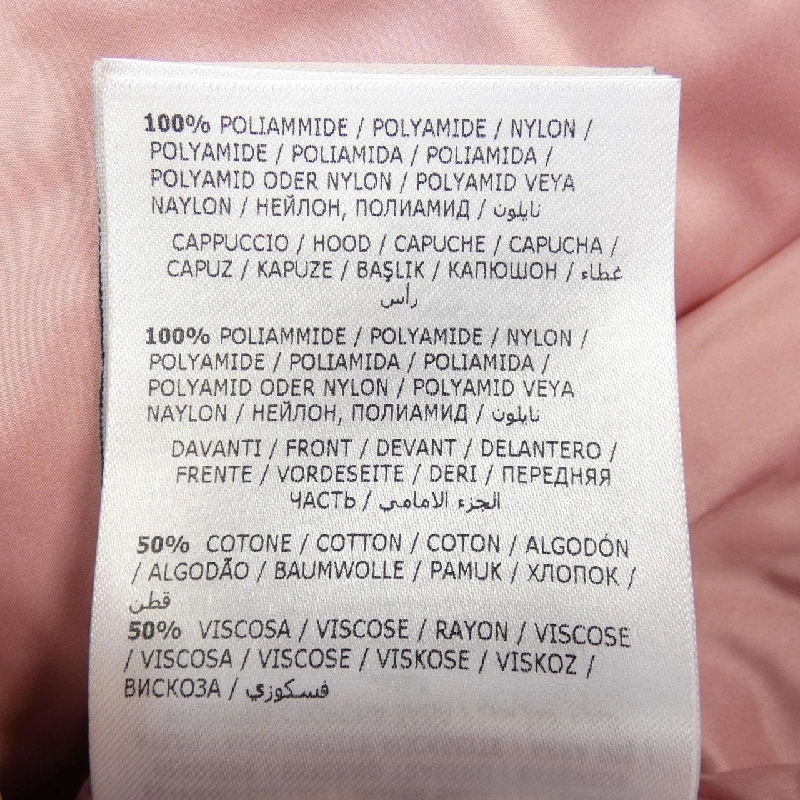 100% POLIAMMIDE / POLYAMIDE / NYLON /
POLYAMIDE / POLIAMIDA / POLIAMIDA /
POLYAMID ODER NYLON / POLYAMID VEYA
NAYLON / НЕЙЛОН, ПОЛИАМИД / نايلون
CAPPUCCIO / HOOD / CAPUCHE / CAPUCHA /
CAPUZ / KAPUZE / BAŞLIK / КАПЮШОН / غطاء
رأس
100% POLIAMMIDE / POLYAMIDE / NYLON /
POLYAMIDE / POLIAMIDA / POLIAMIDA /
POLYAMID ODER NYLON / POLYAMID VEYA
NAYLON / НЕЙЛОН, ПОЛИАМИД / نايلون
DAVANTI / FRONT / DEVANT / DELANTERO /
FRENTE / VORDESEITE / DERI / ПЕРЕДНЯЯ
ЧАСТЬ / الجزء الامامي
50% COTONE / COTTON / COTON / ALGODÓN
/ ALGODÃO / BAUMWOLLE / PAMUK / ХЛОПОК /
قطن
50% VISCOSA / VISCOSE / RAYON / VISCOSE
/ VISCOSA / VISCOSE / VISKOSE / VISKOZ /
ВИСКОЗА / فسكوزي